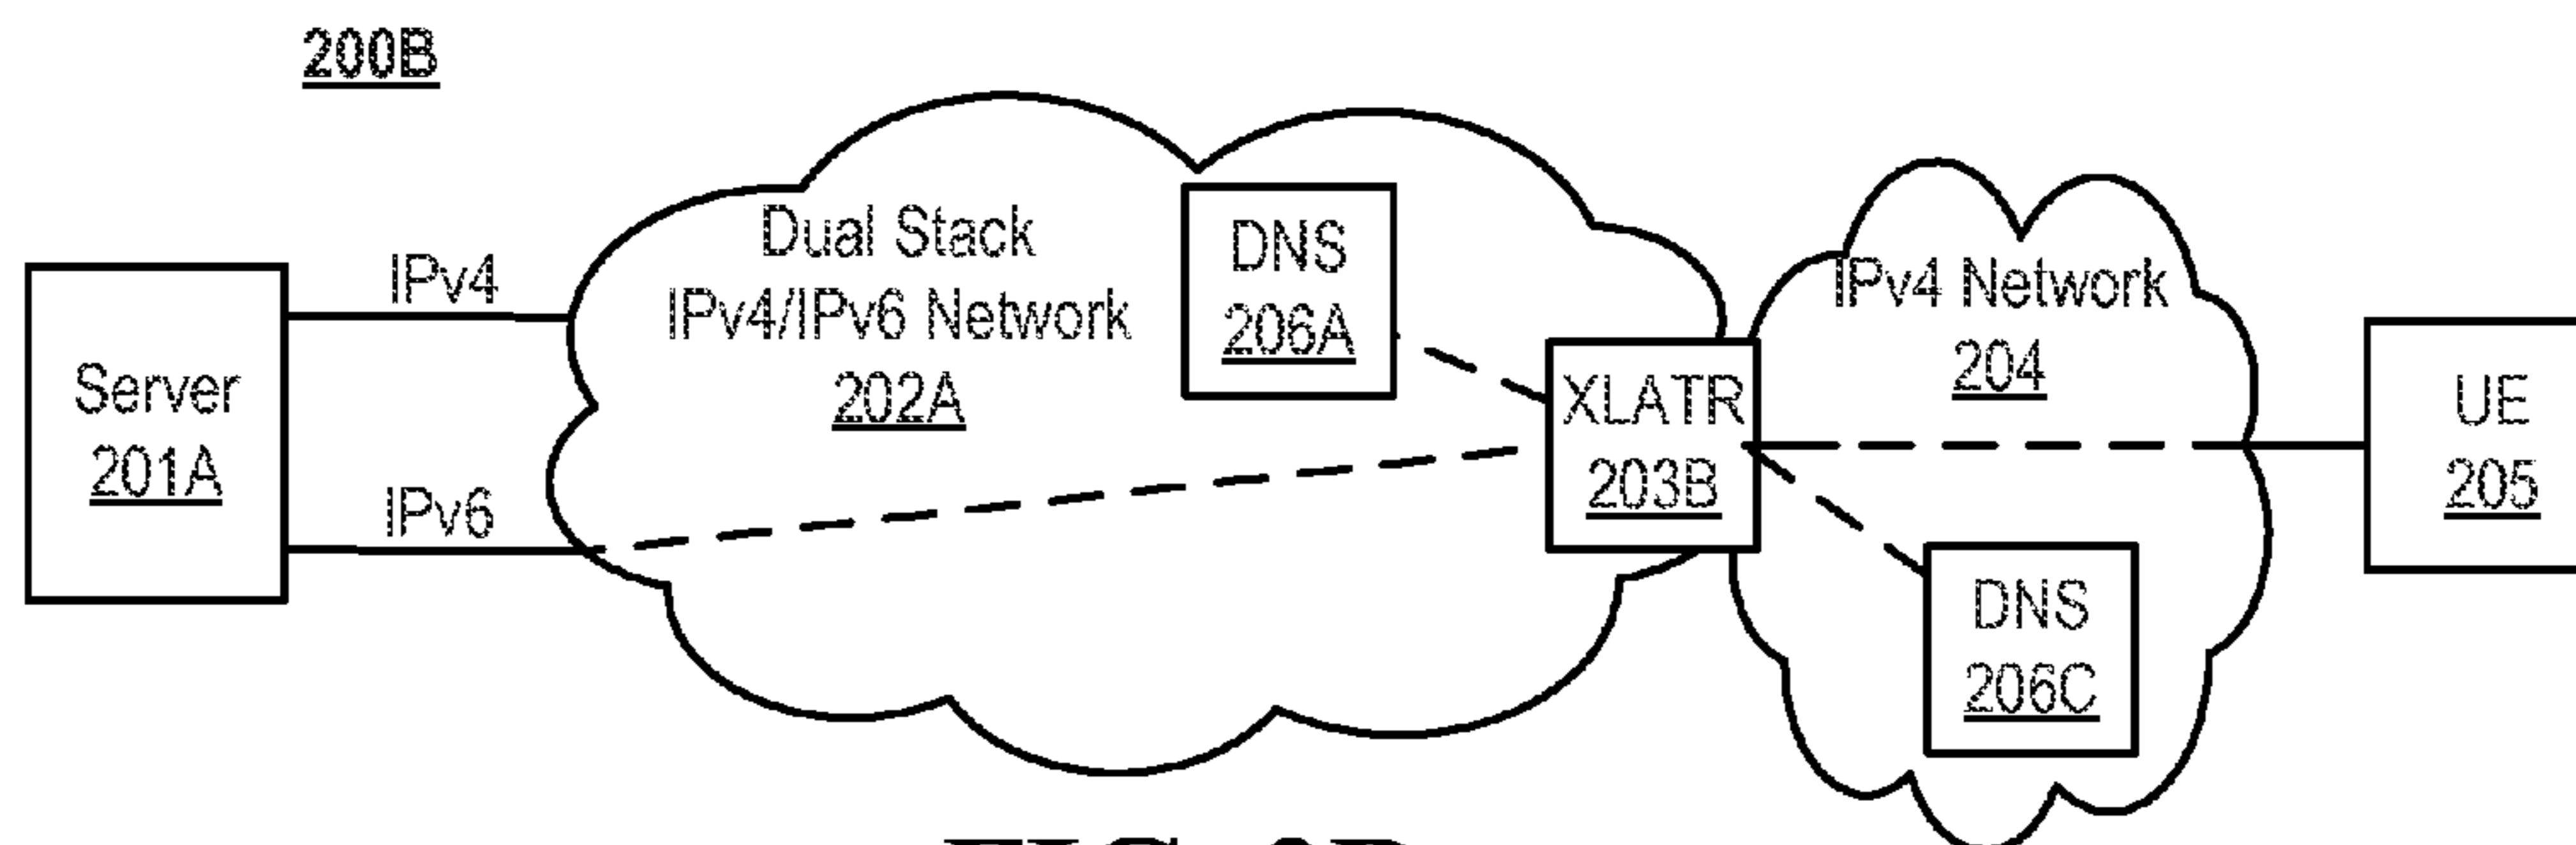 200B
Server
201A
IPv4
IPv6
Dual Stack
IPv4/IPv6 Network
202A
DNS
206A
XLATR
203B
IPv4 Network
204
DNS
206C
UE
205